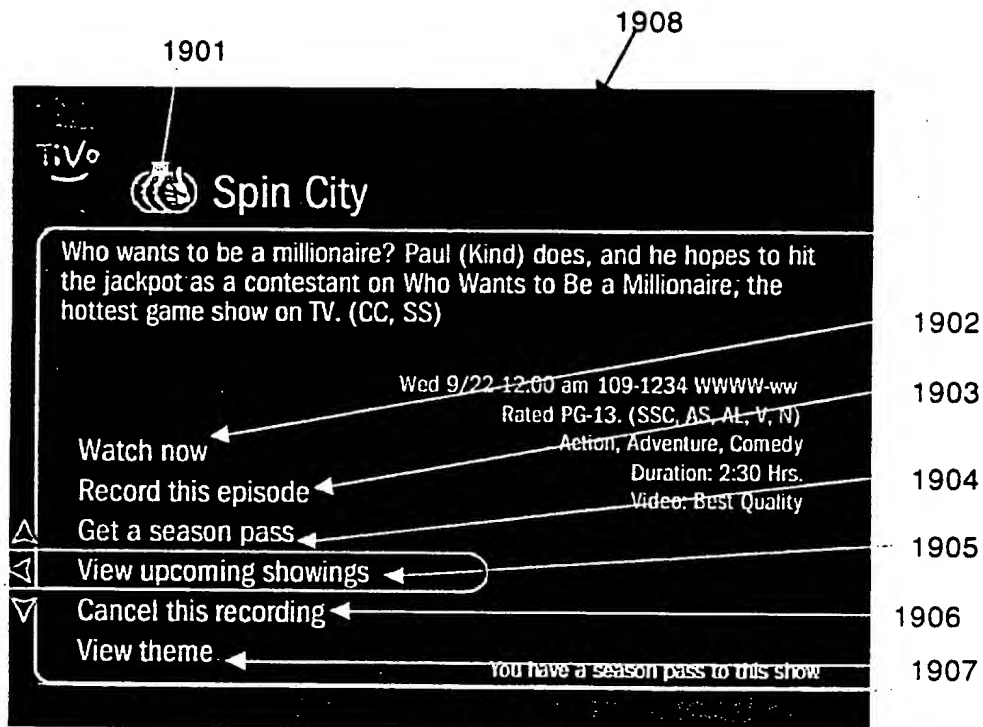 1908
1901
TiVo
Spin City
Who wants to be a millionaire? Paul (Kind) does, and he hopes to hit
the jackpot as a contestant on Who Wants to Be a Millionaire, the
hottest game show on TV. (CC, SS)
1902
Wed 9/22 12:00 am 109-1234 WWWW-ww
1903
Rated PG-13. (SSC, AS, AL, V, N)
Action, Adventure, Comedy
Watch now
Duration: 2:30 Hrs.
1904
Record this episode
Video: Best Quality
Get a season pass
1905
View upcoming showings
Cancel this recording
1906
View theme
You have a season pass to this show
1907